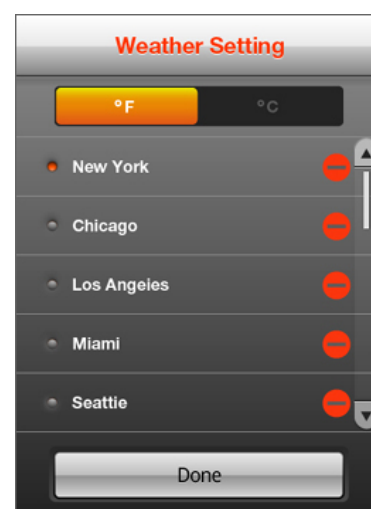 Weather Setting
°F °C
New York
Chicago
Los Angeies
Miami
Seattie
Done